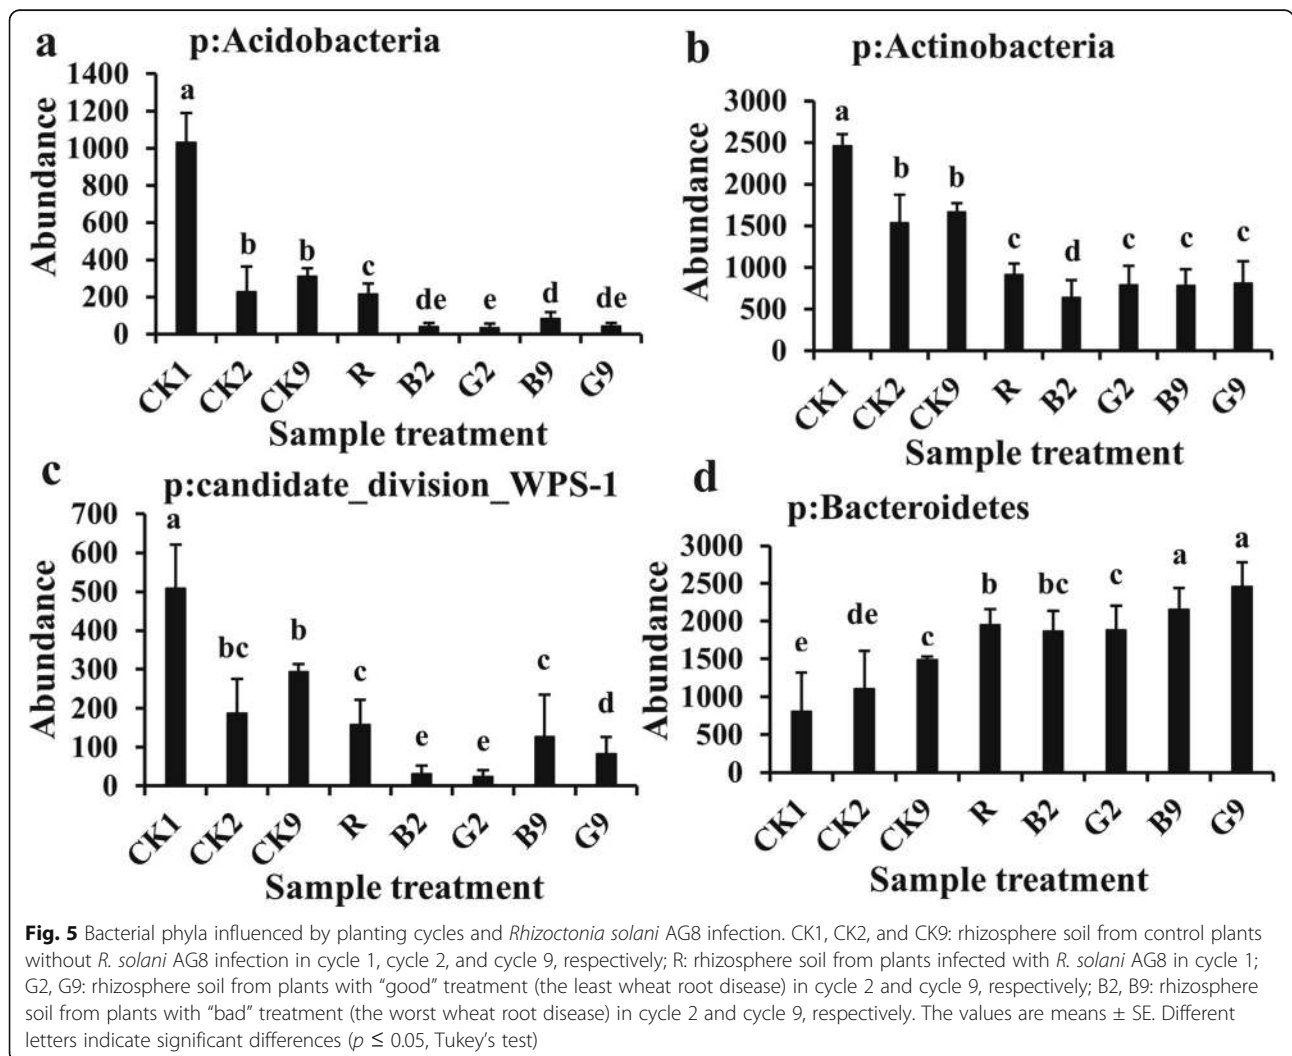 a p:Acidobacteria
1400
1200
1000
800
600
400
200
0
Abundance
a b b c de e d de
CK1 CK2 CK9 R B2 G2 B9 G9
Sample treatment
b p:Actinobacteria
3000
2500
2000
1500
1000
500
0
Abundance
a b b c d c c c
CK1 CK2 CK9 R B2 G2 B9 G9
Sample treatment
c p:candidate_division_WPS-1
700
600
500
400
300
200
100
0
Abundance
a bc b c e e c d
CK1 CK2 CK9 R B2 G2 B9 G9
Sample treatment
d p:Bacteroidetes
3000
2500
2000
1500
1000
500
0
Abundance
e de c b bc c a a
CK1 CK2 CK9 R B2 G2 B9 G9
Sample treatment
Fig. 5 Bacterial phyla influenced by planting cycles and Rhizoctonia solani AG8 infection. CK1, CK2, and CK9: rhizosphere soil from control plants
without R. solani AG8 infection in cycle 1, cycle 2, and cycle 9, respectively; R: rhizosphere soil from plants infected with R. solani AG8 in cycle 1;
G2, G9: rhizosphere soil from plants with “good” treatment (the least wheat root disease) in cycle 2 and cycle 9, respectively; B2, B9: rhizosphere
soil from plants with “bad” treatment (the worst wheat root disease) in cycle 2 and cycle 9, respectively. The values are means ± SE. Different
letters indicate significant differences (p ≤ 0.05, Tukey’s test)